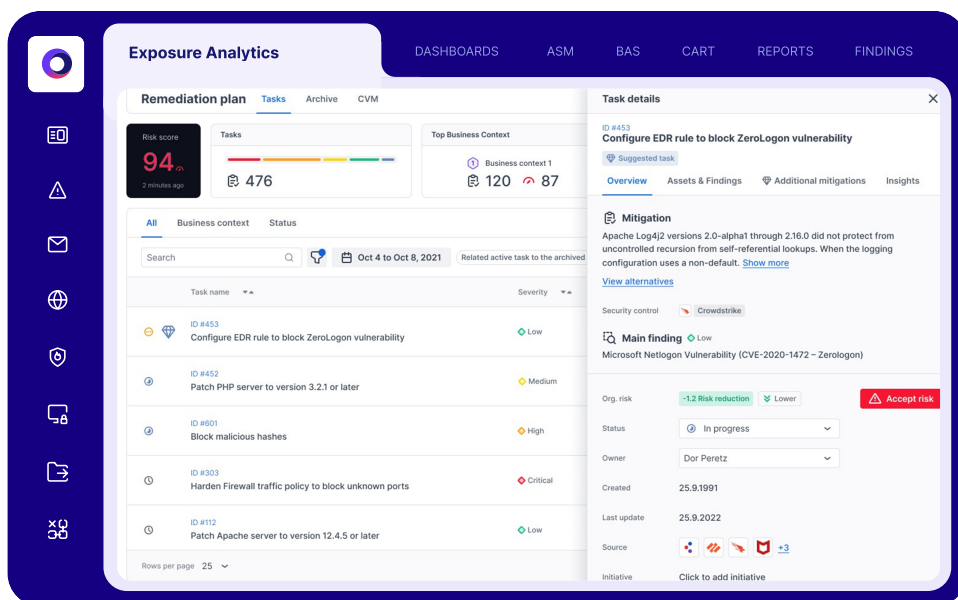 Exposure Analytics
DASHBOARDS
ASM
BAS
CART
REPORTS
FINDINGS
Remediation plan
Tasks
Archive
CVM
Risk score
94
2 minutes ago
Tasks
476
Top Business Context
1
Business context 1
120
87
All
Business context
Status
Search
Oct 4 to Oct 8, 2021
Related active task to the archived
Task name
Severity
ID #453
Configure EDR rule to block ZeroLogon vulnerability
Low
ID #452
Patch PHP server to version 3.2.1 or later
Medium
ID #601
Block malicious hashes
High
ID #303
Harden Firewall traffic policy to block unknown ports
Critical
ID #112
Patch Apache server to version 12.4.5 or later
Low
Rows per page 25
Task details
ID #453
Configure EDR rule to block ZeroLogon vulnerability
Suggested task
Overview
Assets & Findings
Additional mitigations
Insights
Mitigation
Apache Log4j2 versions 2.0-alpha1 through 2.16.0 did not protect from
uncontrolled recursion from self-referential lookups. When the logging
configuration uses a non-default. Show more
View alternatives
Security control
Crowdstrike
Main finding
Low
Microsoft Netlogon Vulnerability (CVE-2020-1472 – Zerologon)
Org. risk
-1.2 Risk reduction
Lower
Accept risk
Status
In progress
Owner
Dor Peretz
Created
25.9.1991
Last update
25.9.2022
Source
+3
Initiative
Click to add initiative